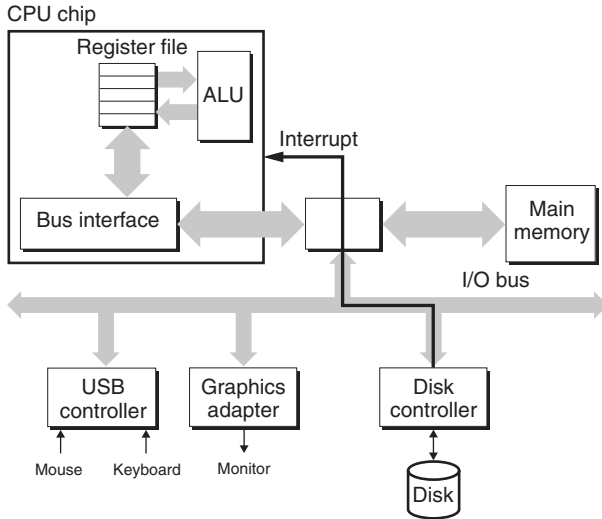 CPU chip
Register file
ALU
Interrupt
Bus interface
Main
memory
I/O bus
USB
controller
Graphics
adapter
Disk
controller
Mouse
Keyboard
Monitor
Disk